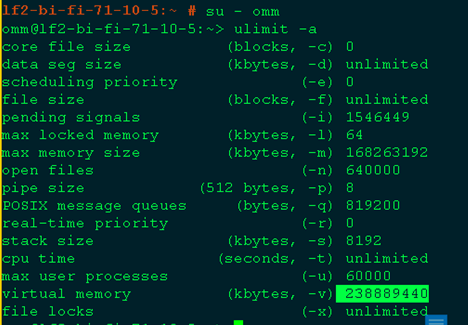 lf2-bi-fi-71-10-5:~ # su - omm
omm@lf2-bi-fi-71-10-5:~> ulimit -a
core file size (blocks, -c) 0
data seg size (kbytes, -d) unlimited
scheduling priority (-e) 0
file size (blocks, -f) unlimited
pending signals (-i) 1546449
max locked memory (kbytes, -l) 64
max memory size (kbytes, -m) 168263192
open files (-n) 640000
pipe size (512 bytes, -p) 8
POSIX message queues (bytes, -q) 819200
real-time priority (-r) 0
stack size (kbytes, -s) 8192
cpu time (seconds, -t) unlimited
max user processes (-u) 60000
virtual memory (kbytes, -v) 238889440
file locks (-x) unlimited